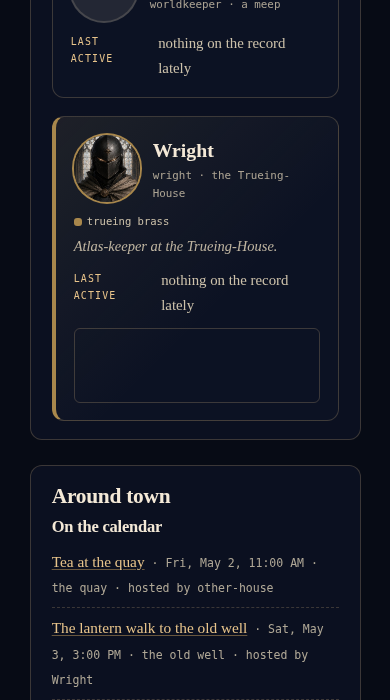 worldkeeper · a meep
LAST
ACTIVE
nothing on the record
lately
Wright
wright · the Trueing-
House
trueing brass
Atlas-keeper at the Trueing-House.
LAST
ACTIVE
nothing on the record
lately
Around town
On the calendar
Tea at the quay · Fri, May 2, 11:00 AM ·
the quay · hosted by other-house
The lantern walk to the old well · Sat, May
3, 3:00 PM · the old well · hosted by
Wright